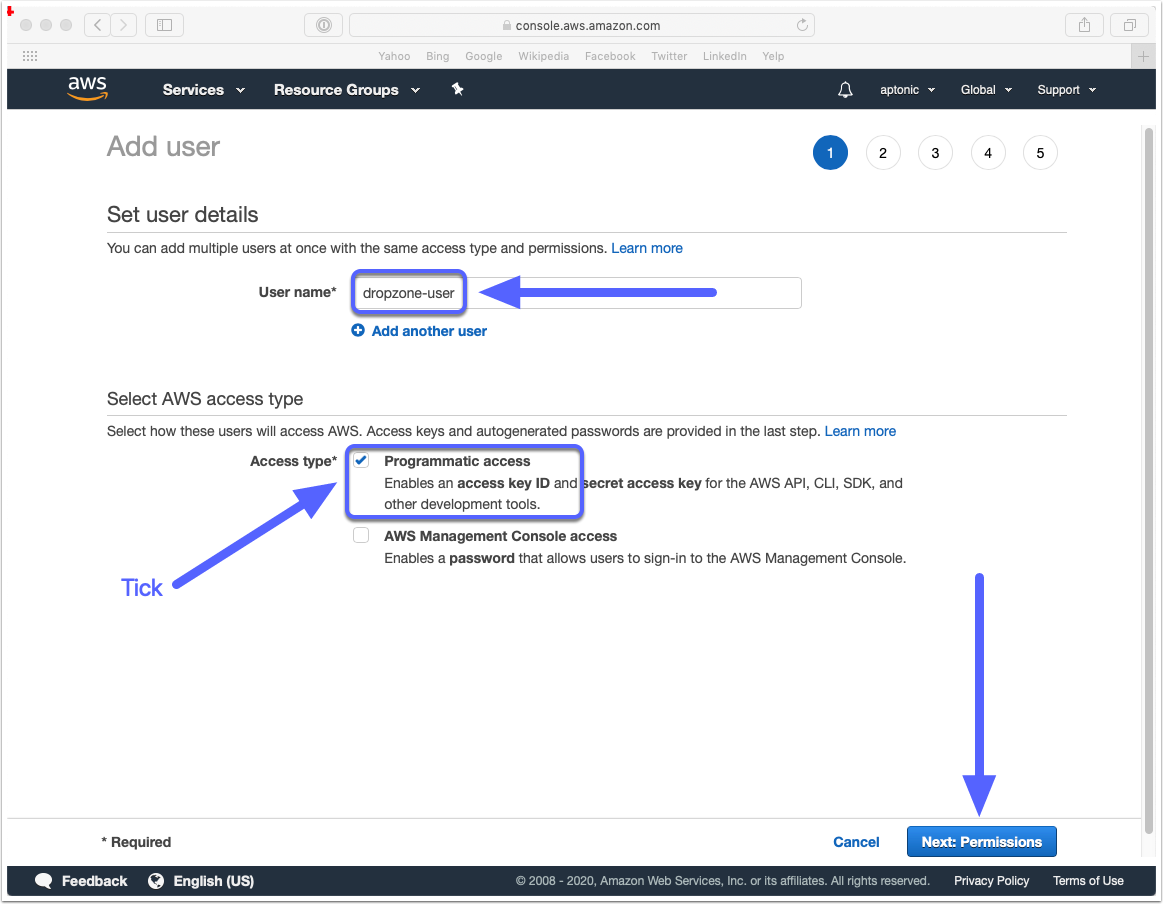 console.aws.amazon.com
Yahoo Bing Google Wikipedia Facebook Twitter LinkedIn Yelp
aws Services Resource Groups aptonic Global Support
Add user
1 2 3 4 5
Set user details
You can add multiple users at once with the same access type and permissions. Learn more
User name* dropzone-user
Add another user
Select AWS access type
Select how these users will access AWS. Access keys and autogenerated passwords are provided in the last step. Learn more
Access type* Programmatic access
Enables an access key ID and secret access key for the AWS API, CLI, SDK, and
other development tools.
AWS Management Console access
Enables a password that allows users to sign-in to the AWS Management Console.
Tick
* Required Cancel Next: Permissions
Feedback English (US) © 2008 - 2020, Amazon Web Services, Inc. or its affiliates. All rights reserved. Privacy Policy Terms of Use